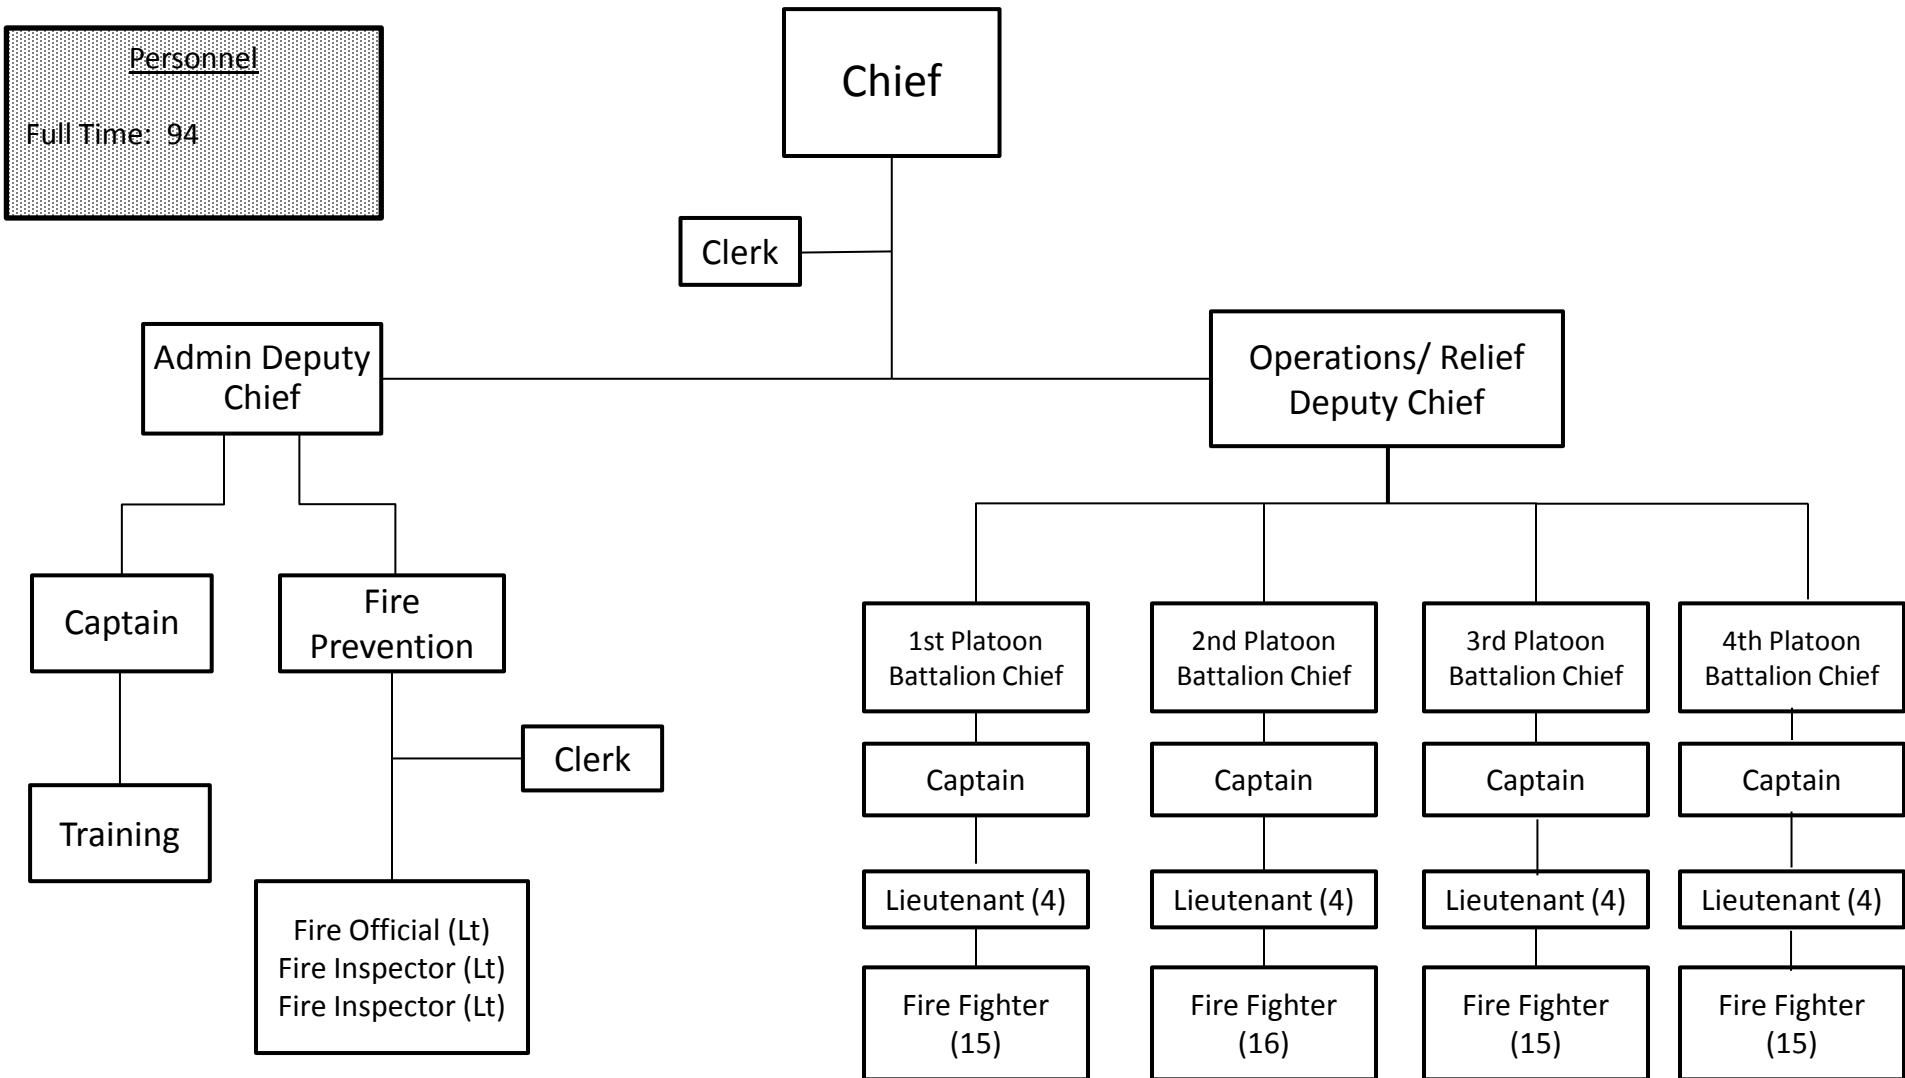 Personnel
Full Time:  94
Chief
Clerk
Admin Deputy
Chief
Operations/ Relief
Deputy Chief
Captain
Fire
Prevention
Clerk
Training
Fire Official (Lt)
Fire Inspector (Lt)
Fire Inspector (Lt)
1st Platoon
Battalion Chief
Captain
Lieutenant (4)
Fire Fighter
(15)
2nd Platoon
Battalion Chief
Captain
Lieutenant (4)
Fire Fighter
(16)
3rd Platoon
Battalion Chief
Captain
Lieutenant (4)
Fire Fighter
(15)
4th Platoon
Battalion Chief
Captain
Lieutenant (4)
Fire Fighter
(15)